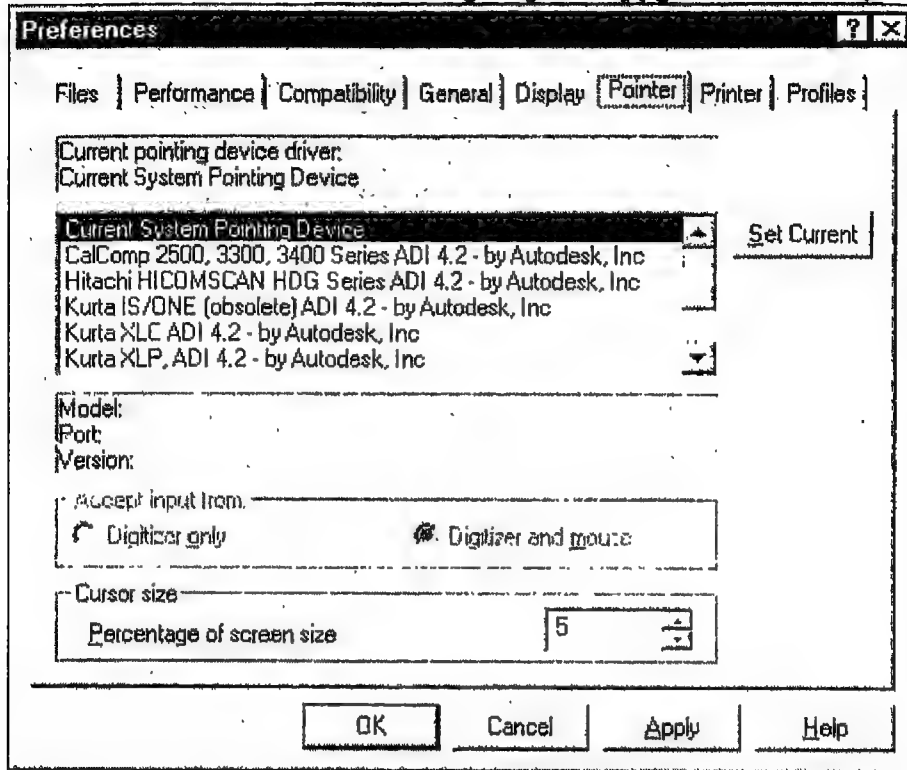 Preferences
Files Performance Compatibility General Display Pointer Printer Profiles
Current pointing device driver:
Current System Pointing Device
Current System Pointing Device
CalComp 2500, 3300, 3400 Series ADI 4.2 - by Autodesk, Inc
Hitachi HICOMSCAN HDG Series ADI 4.2 - by Autodesk, Inc
Kurta IS/ONE (obsolete) ADI 4.2 - by Autodesk, Inc
Kurta XLC ADI 4.2 - by Autodesk, Inc
Kurta XLP, ADI 4.2 - by Autodesk, Inc
Set Current
Model:
Port:
Version:
Accept input from:
Digitizer only Digitizer and mouse
Cursor size
Percentage of screen size 5
OK Cancel Apply Help